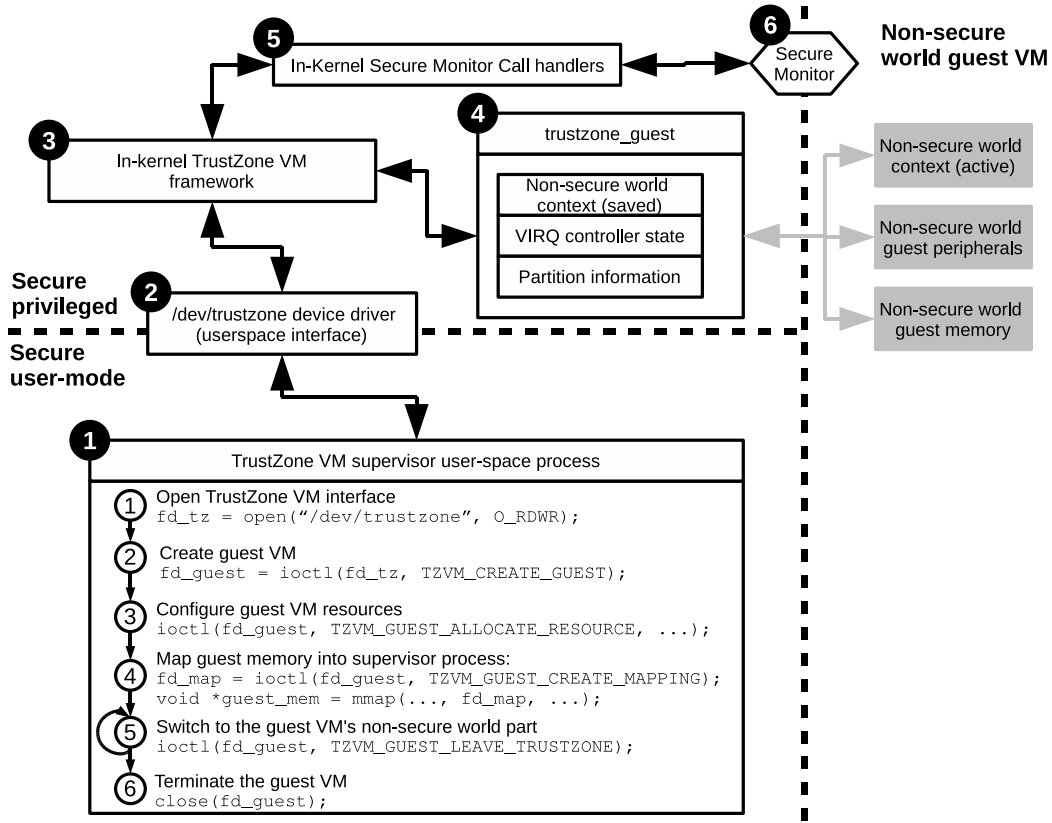 6
Non-secure
world guest VM
5
Secure
Monitor
In-Kernel Secure Monitor Call handlers
4
trustzone_guest
3
In-kernel TrustZone VM
framework
Non-secure world
context (saved)
VIRQ controller state
Partition information
Non-secure world
context (active)
Non-secure world
guest peripherals
Non-secure world
guest memory
Secure
privileged
2
/dev/trustzone device driver
(userspace interface)
Secure
user-mode
1
TrustZone VM supervisor user-space process
1 Open TrustZone VM interface
fd_tz = open(“/dev/trustzone”, O_RDWR);
2 Create guest VM
fd_guest = ioctl(fd_tz, TZVM_CREATE_GUEST);
3 Configure guest VM resources
ioctl(fd_guest, TZVM_GUEST_ALLOCATE_RESOURCE, ...);
4 Map guest memory into supervisor process:
fd_map = ioctl(fd_guest, TZVM_GUEST_CREATE_MAPPING);
void *guest_mem = mmap(..., fd_map, ...);
5 Switch to the guest VM's non-secure world part
ioctl(fd_guest, TZVM_GUEST_LEAVE_TRUSTZONE);
6 Terminate the guest VM
close(fd_guest);